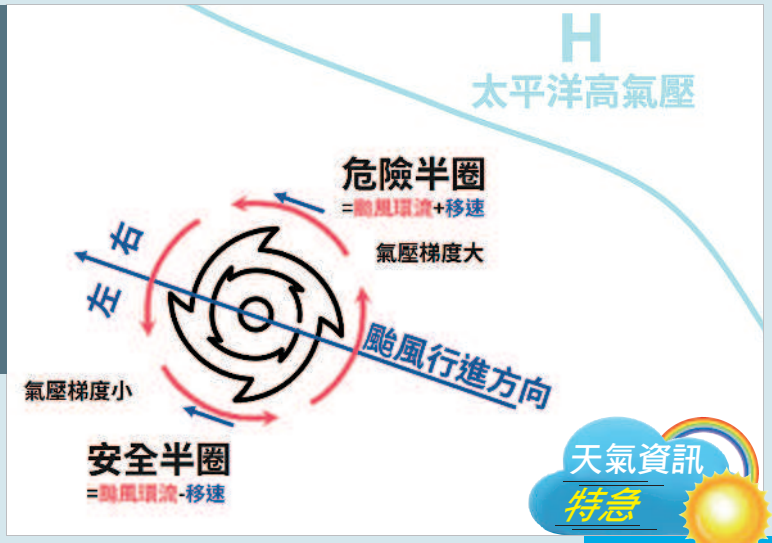 H
太平洋高氣壓
危險半圈
=颱風環流+移速
氣壓梯度大
右
左
颱風行進方向
氣壓梯度小
安全半圈
=颱風環流-移速
天氣資訊
特急